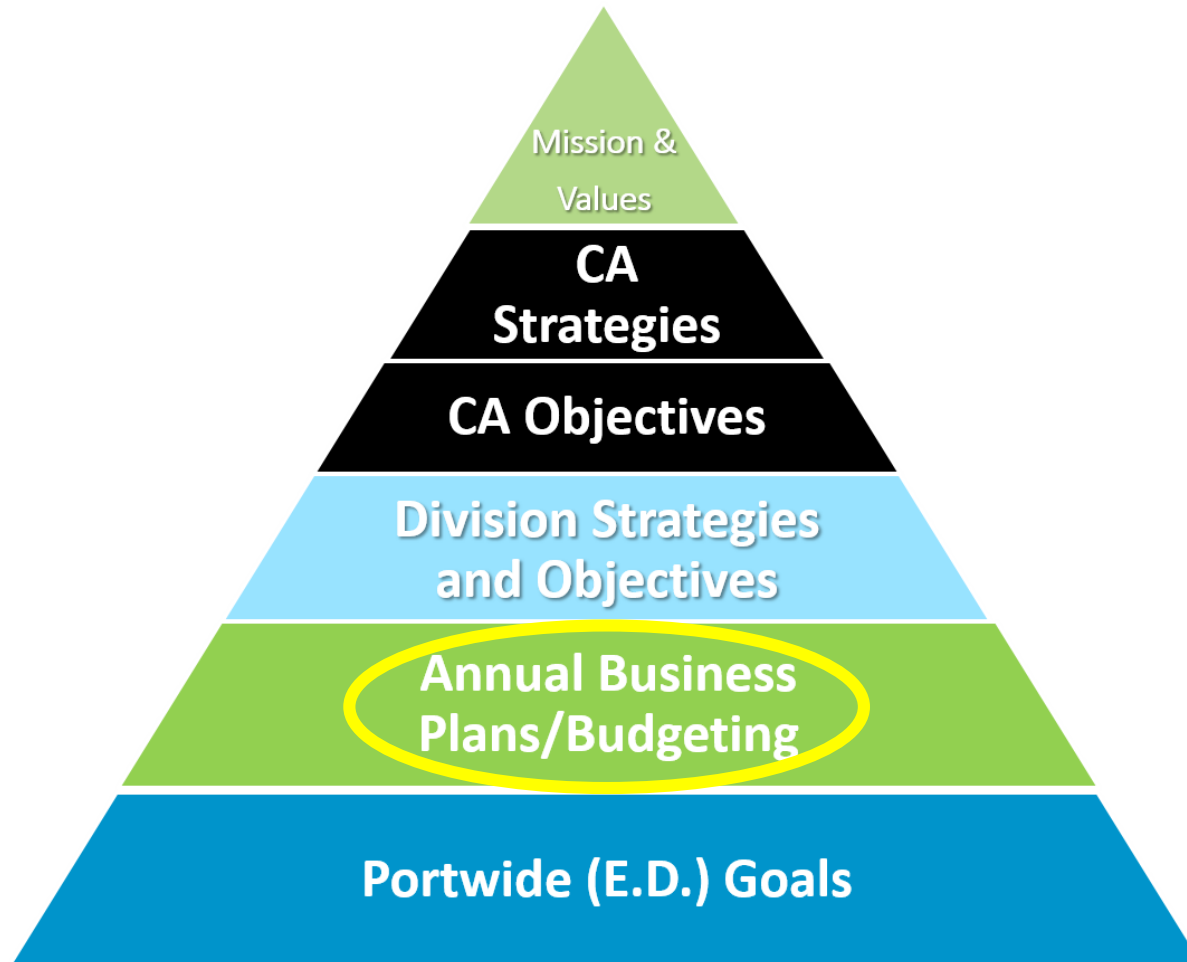 Mission &
Values
CA
Strategies
CA Objectives
Division Strategies
and Objectives
Annual Business
Plans/Budgeting
Portwide (E.D.) Goals